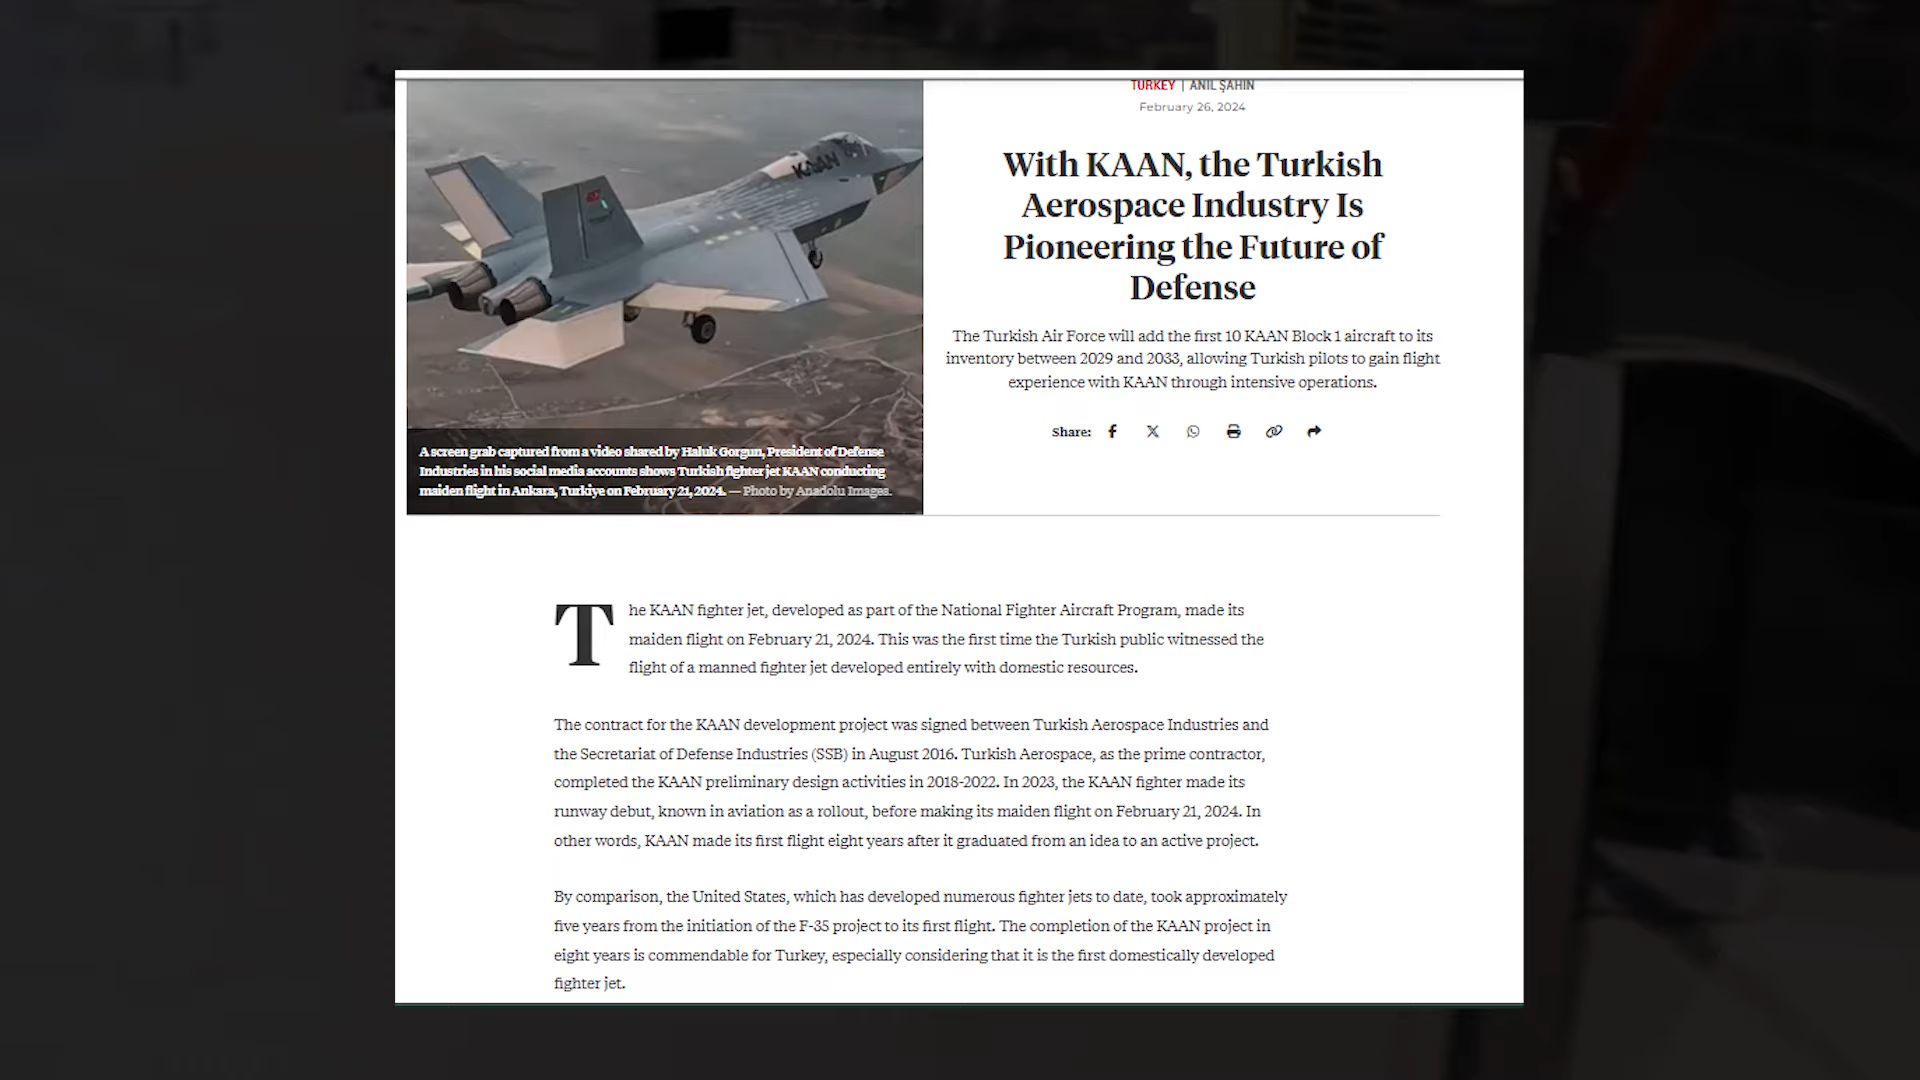 TURKEY | ANIL ŞAHİN
February 26, 2024
With KAAN, the Turkish
Aerospace Industry Is
Pioneering the Future of
Defense
The Turkish Air Force will add the first 10 KAAN Block 1 aircraft to its
inventory between 2029 and 2033, allowing Turkish pilots to gain flight
experience with KAAN through intensive operations.
Share:
KAAN
A screen grab captured from a video shared by Haluk Gorgun, President of Defense
Industries in his social media accounts shows Turkish fighter jet KAAN conducting
maiden flight in Ankara, Turkiye on February 21, 2024. — Photo by Anadolu Images.
The KAAN fighter jet, developed as part of the National Fighter Aircraft Program, made its
maiden flight on February 21, 2024. This was the first time the Turkish public witnessed the
flight of a manned fighter jet developed entirely with domestic resources.
The contract for the KAAN development project was signed between Turkish Aerospace Industries and
the Secretariat of Defense Industries (SSB) in August 2016. Turkish Aerospace, as the prime contractor,
completed the KAAN preliminary design activities in 2018-2022. In 2023, the KAAN fighter made its
runway debut, known in aviation as a rollout, before making its maiden flight on February 21, 2024. In
other words, KAAN made its first flight eight years after it graduated from an idea to an active project.
By comparison, the United States, which has developed numerous fighter jets to date, took approximately
five years from the initiation of the F-35 project to its first flight. The completion of the KAAN project in
eight years is commendable for Turkey, especially considering that it is the first domestically developed
fighter jet.